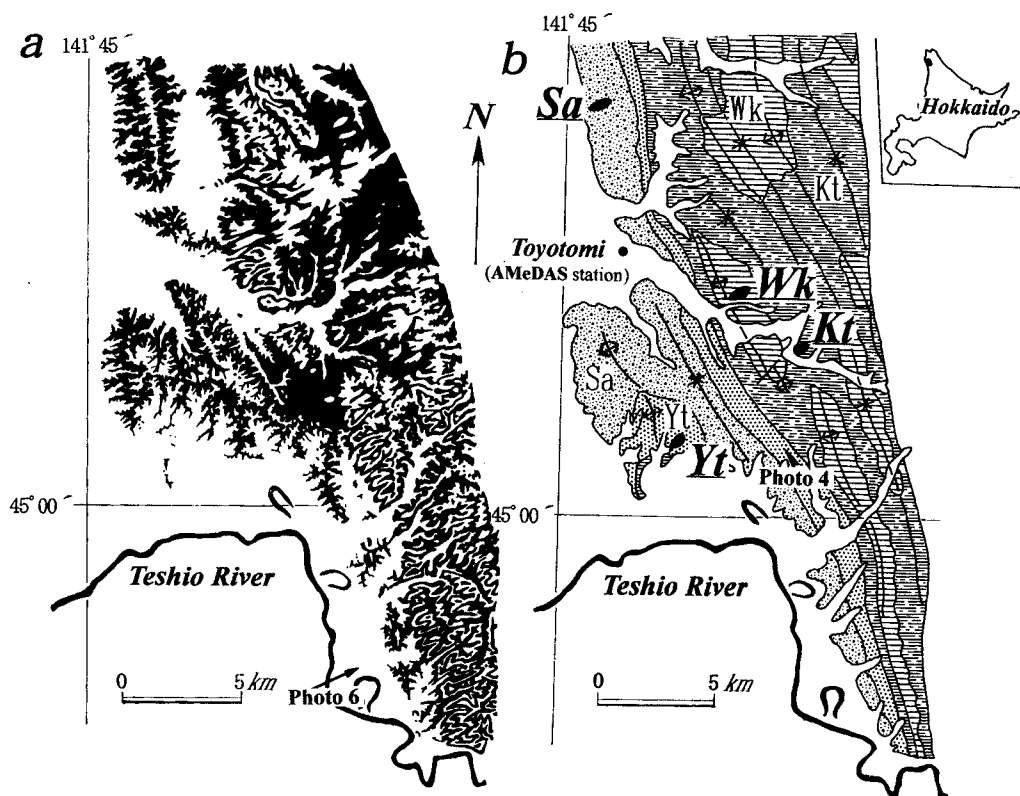 a
141°45´
N
45°00´
Teshio River
0 5 km
Photo 6
b
141°45´
Hokkaido
Sa
Wk
Kt
Toyotomi
(AMeDAS station)
Wk
Kt
Sa
Yt
Yt
Photo 4
45°00´
Teshio River
0 5 km